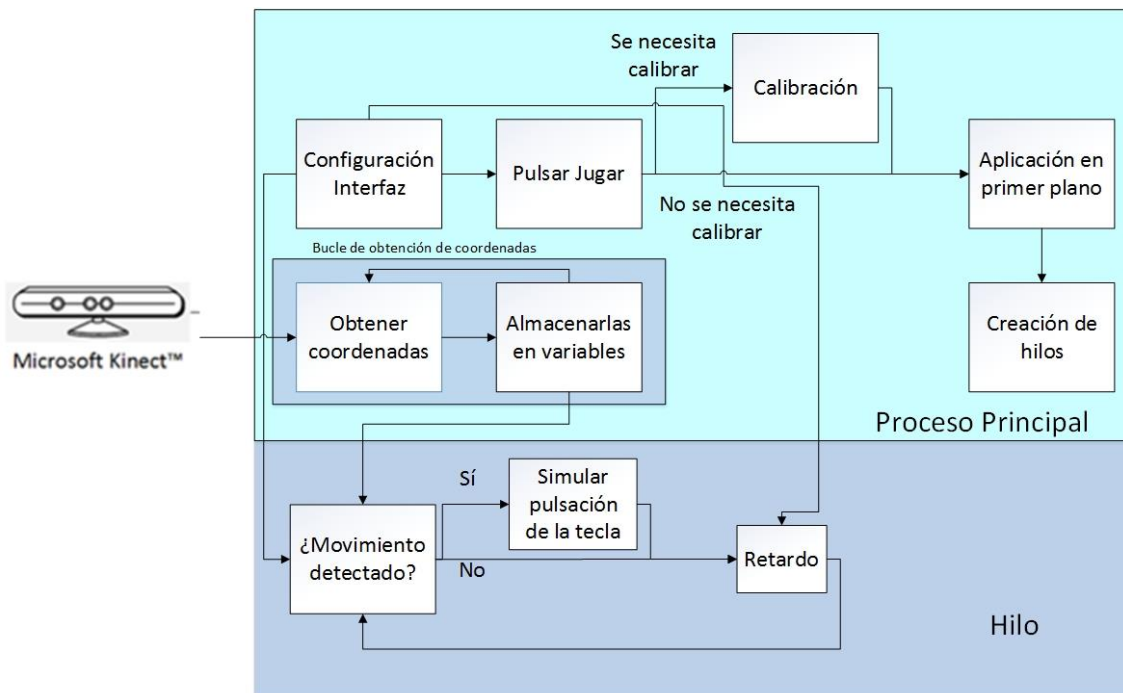 Se necesita
calibrar
Calibración
Configuración
Interfaz
Pulsar Jugar
Aplicación en
primer plano
No se necesita
calibrar
Bucle de obtención de coordenadas
Obtener
coordenadas
Almacenarlas
en variables
Creación de
hilos
Microsoft Kinect™
Proceso Principal
Sí
Simular
pulsación
de la tecla
¿Movimiento
detectado?
No
Retardo
Hilo